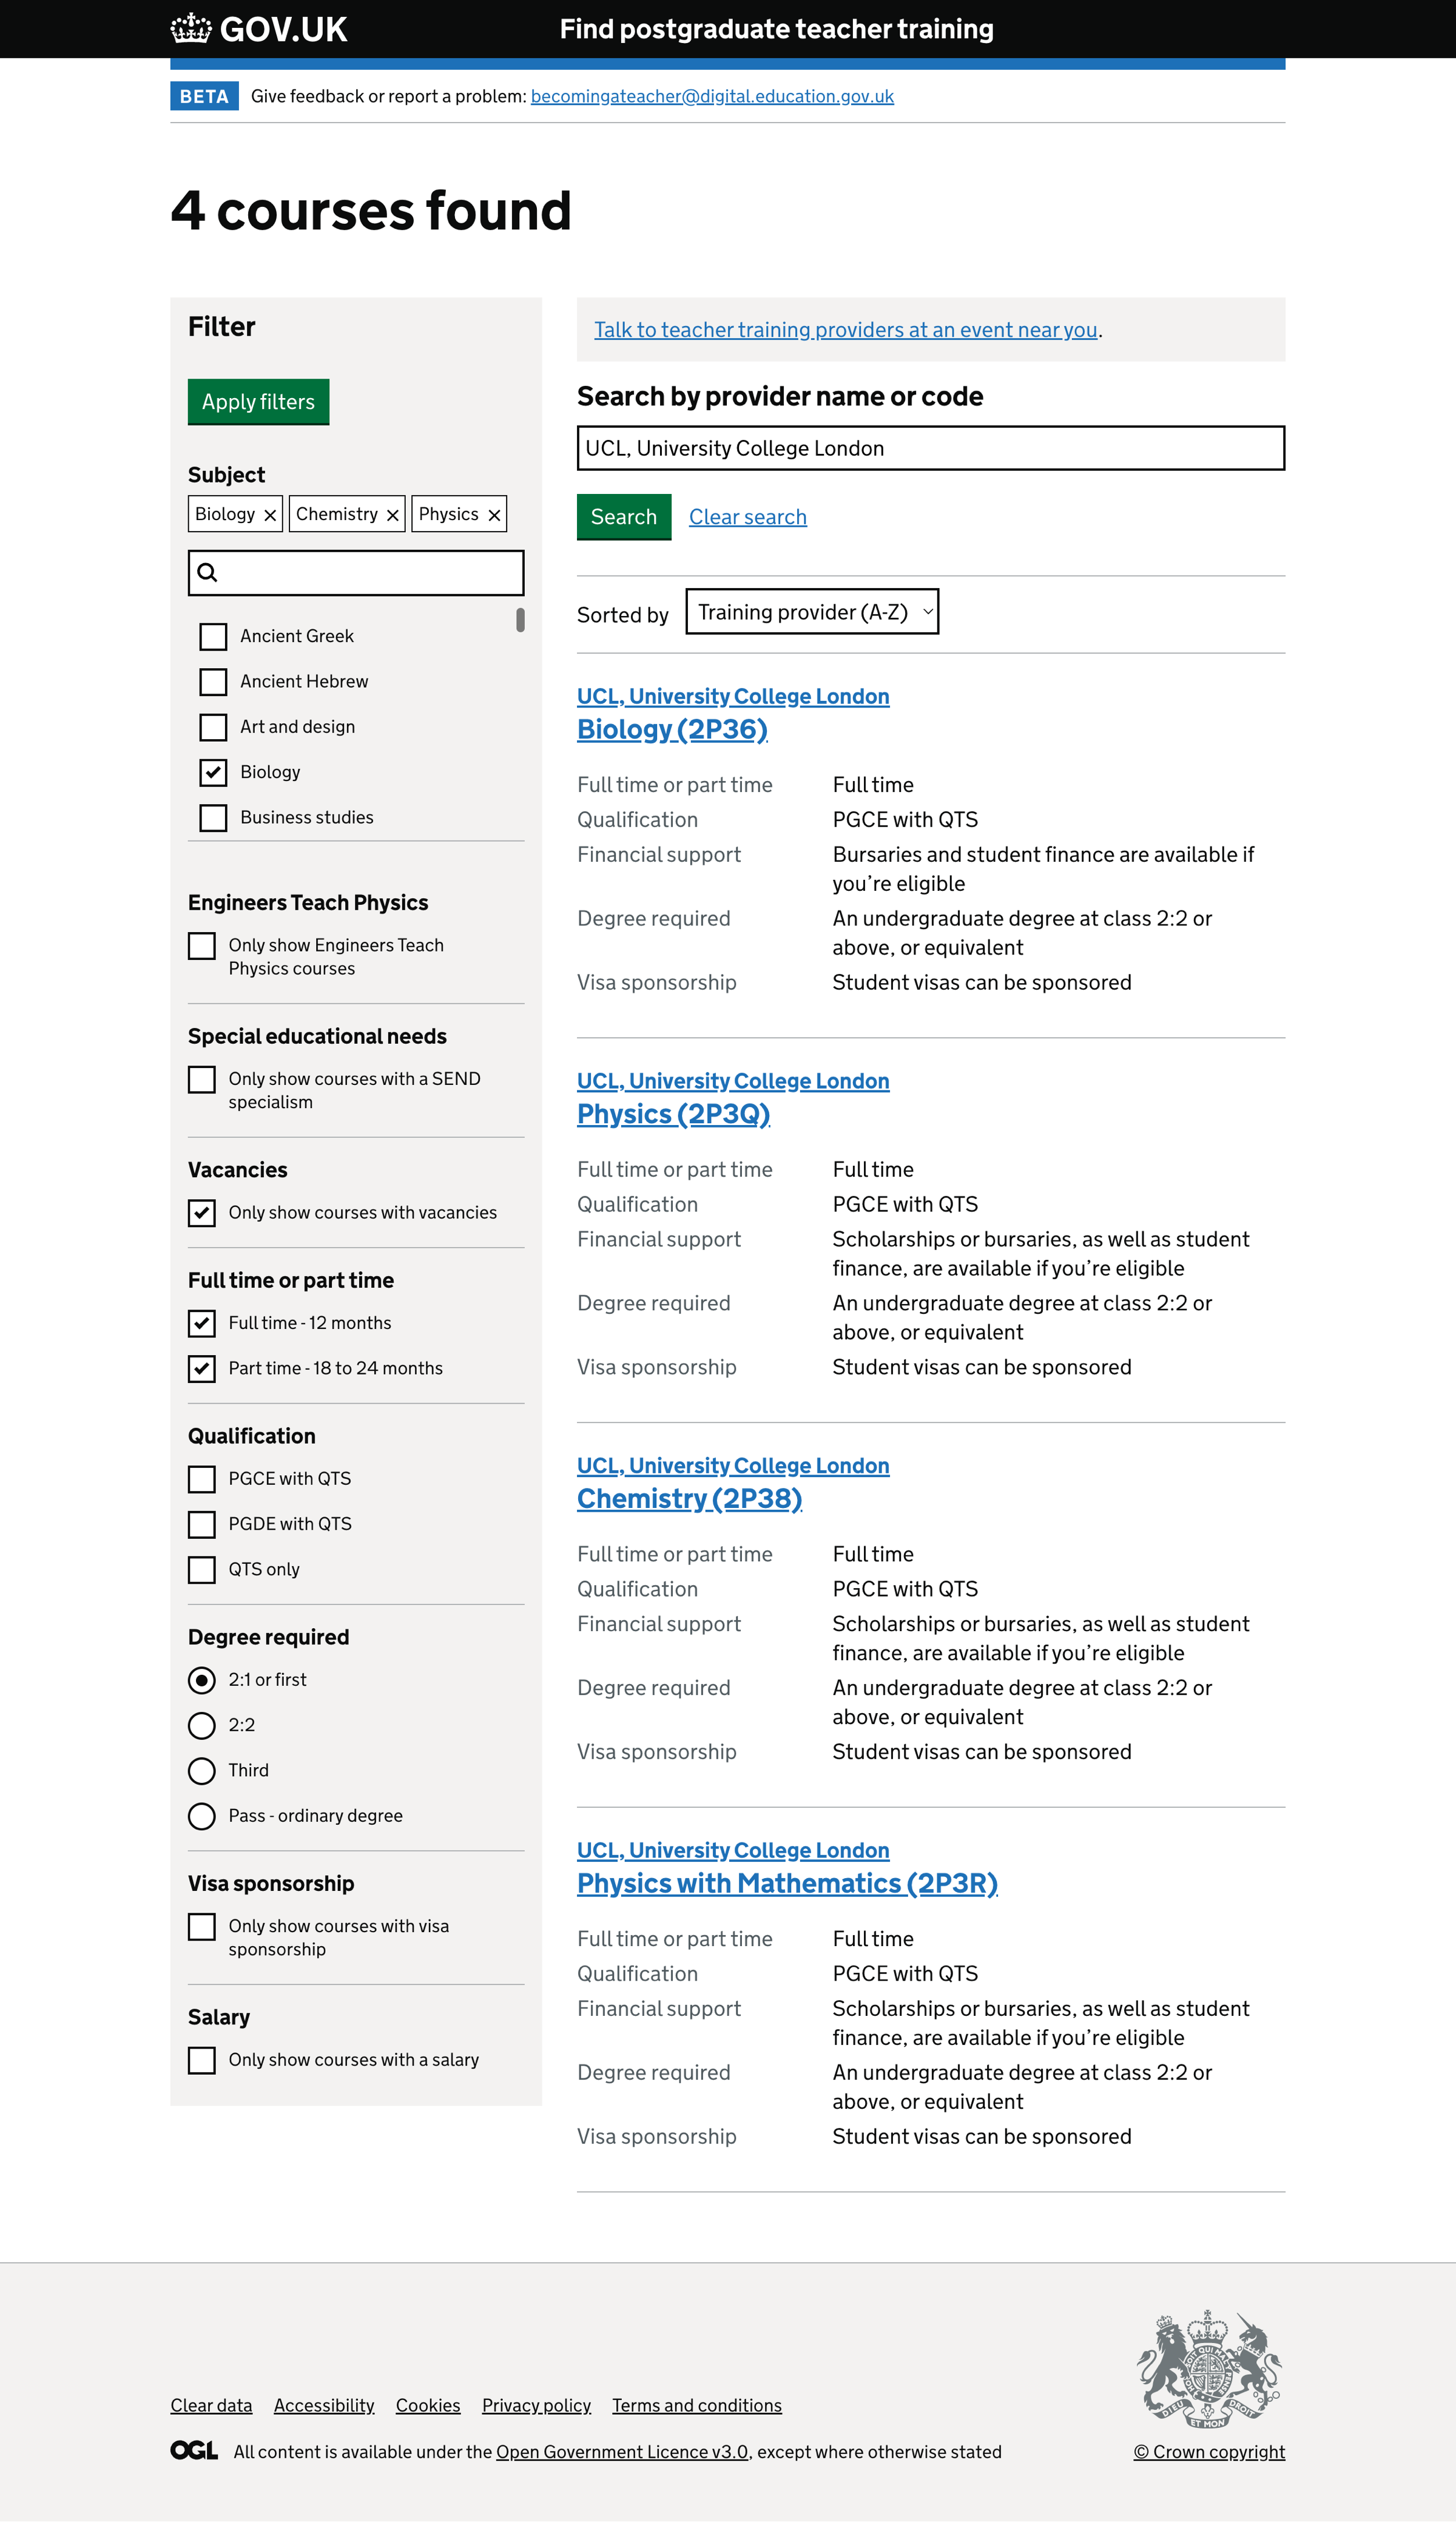 GOV.UK
Find postgraduate teacher training
BETA Give feedback or report a problem: becomingateacher@digital.education.gov.uk
4 courses found
Filter
Apply filters
Subject
Biology Chemistry Physics
Ancient Greek
Ancient Hebrew
Art and design
Biology
Business studies
Engineers Teach Physics
Only show Engineers Teach
Physics courses
Special educational needs
Only show courses with a SEND
specialism
Vacancies
Only show courses with vacancies
Full time or part time
Full time - 12 months
Part time - 18 to 24 months
Qualification
PGCE with QTS
PGDE with QTS
QTS only
Degree required
2:1 or first
2:2
Third
Pass - ordinary degree
Visa sponsorship
Only show courses with visa
sponsorship
Salary
Only show courses with a salary
Talk to teacher training providers at an event near you.
Search by provider name or code
UCL, University College London
Search Clear search
Sorted by Training provider (A-Z)
UCL, University College London
Biology (2P36)
Full time or part time Full time
Qualification PGCE with QTS
Financial support Bursaries and student finance are available if
you’re eligible
Degree required An undergraduate degree at class 2:2 or
above, or equivalent
Visa sponsorship Student visas can be sponsored
UCL, University College London
Physics (2P3Q)
Full time or part time Full time
Qualification PGCE with QTS
Financial support Scholarships or bursaries, as well as student
finance, are available if you’re eligible
Degree required An undergraduate degree at class 2:2 or
above, or equivalent
Visa sponsorship Student visas can be sponsored
UCL, University College London
Chemistry (2P38)
Full time or part time Full time
Qualification PGCE with QTS
Financial support Scholarships or bursaries, as well as student
finance, are available if you’re eligible
Degree required An undergraduate degree at class 2:2 or
above, or equivalent
Visa sponsorship Student visas can be sponsored
UCL, University College London
Physics with Mathematics (2P3R)
Full time or part time Full time
Qualification PGCE with QTS
Financial support Scholarships or bursaries, as well as student
finance, are available if you’re eligible
Degree required An undergraduate degree at class 2:2 or
above, or equivalent
Visa sponsorship Student visas can be sponsored
Clear data Accessibility Cookies Privacy policy Terms and conditions
OGL All content is available under the Open Government Licence v3.0, except where otherwise stated
DIEU ET MON DROIT
© Crown copyright